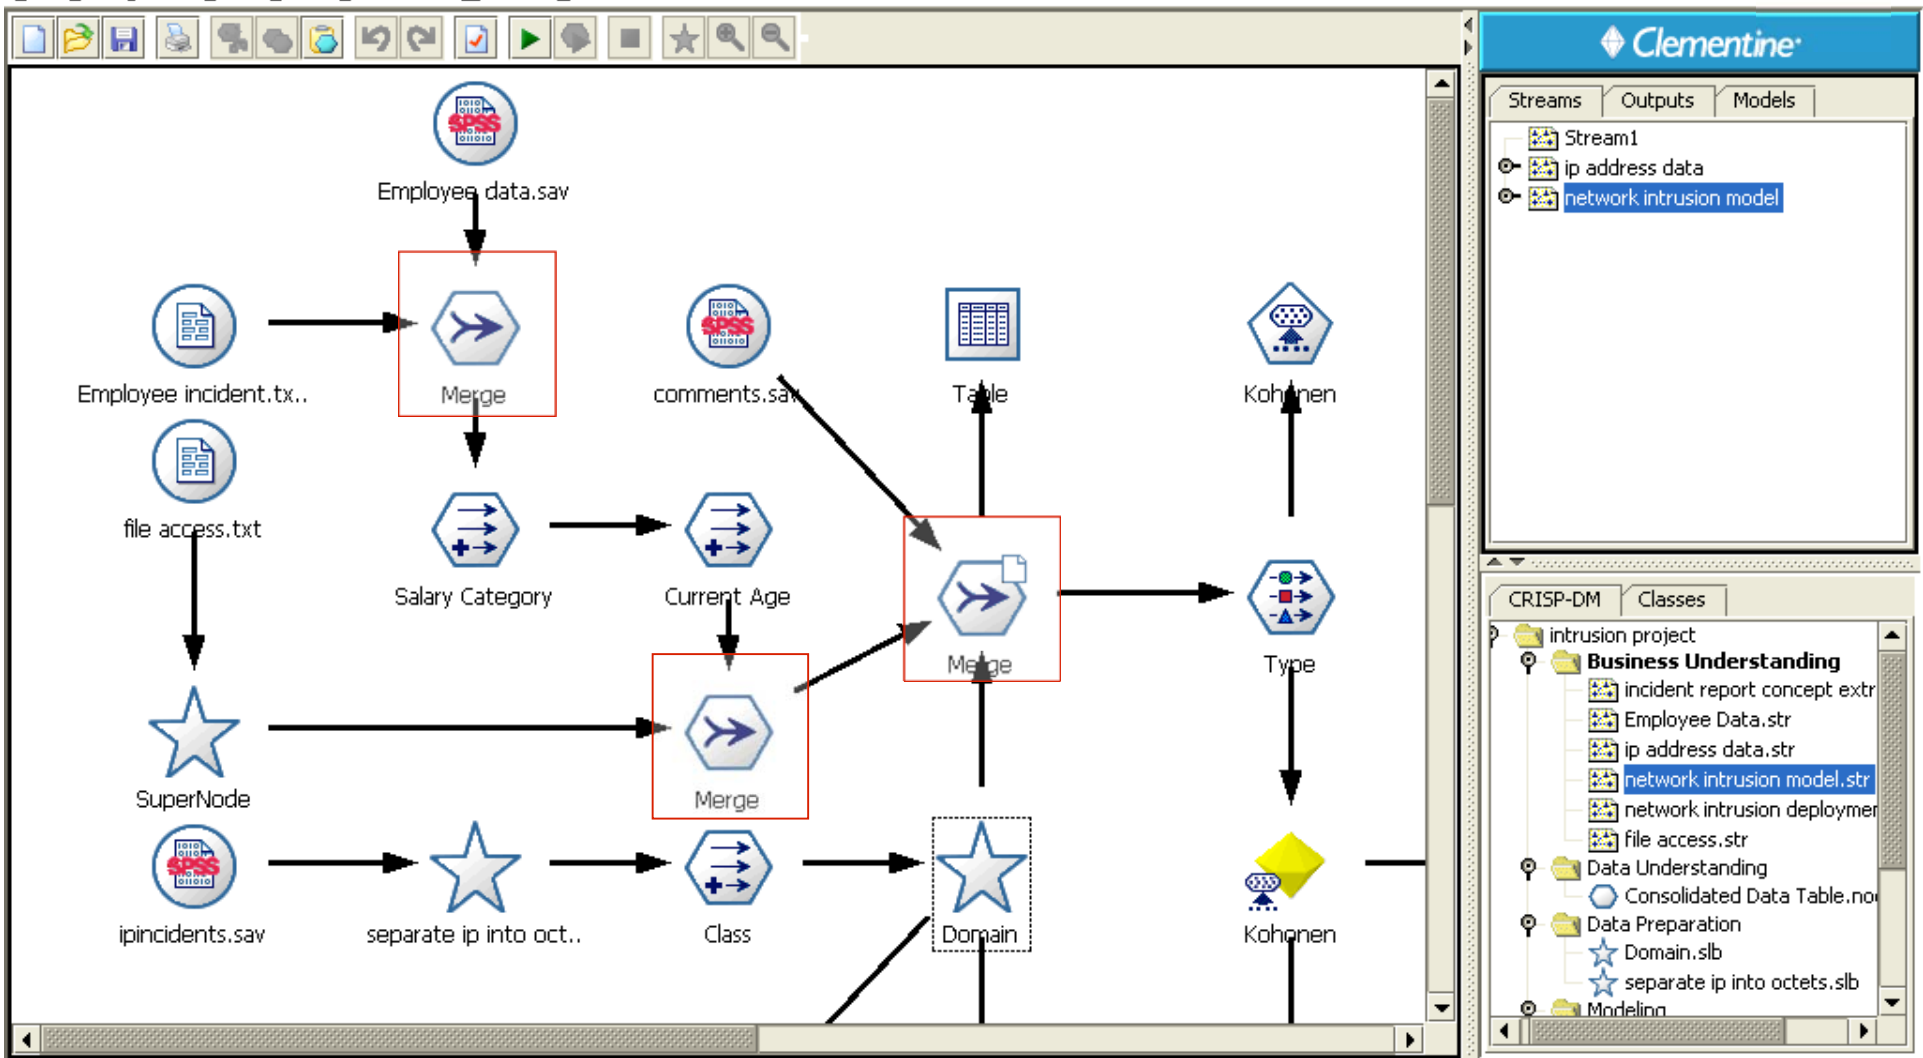 Clementine
Streams
Outputs
Models
Stream1
ip address data
network intrusion model
Employee data.sav
Employee incident.tx..
Merge
comments.sav
Table
Kohonen
file access.txt
Salary Category
Current Age
Merge
Type
SuperNode
Merge
ipincidents.sav
separate ip into oct..
Class
Domain
Kohonen
CRISP-DM
Classes
intrusion project
Business Understanding
incident report concept extr
Employee Data.str
ip address data.str
network intrusion model.str
network intrusion deploymer
file access.str
Data Understanding
Consolidated Data Table.no
Data Preparation
Domain.slb
separate ip into octets.slb
Modeling
SPSS
SPSS
SPSS